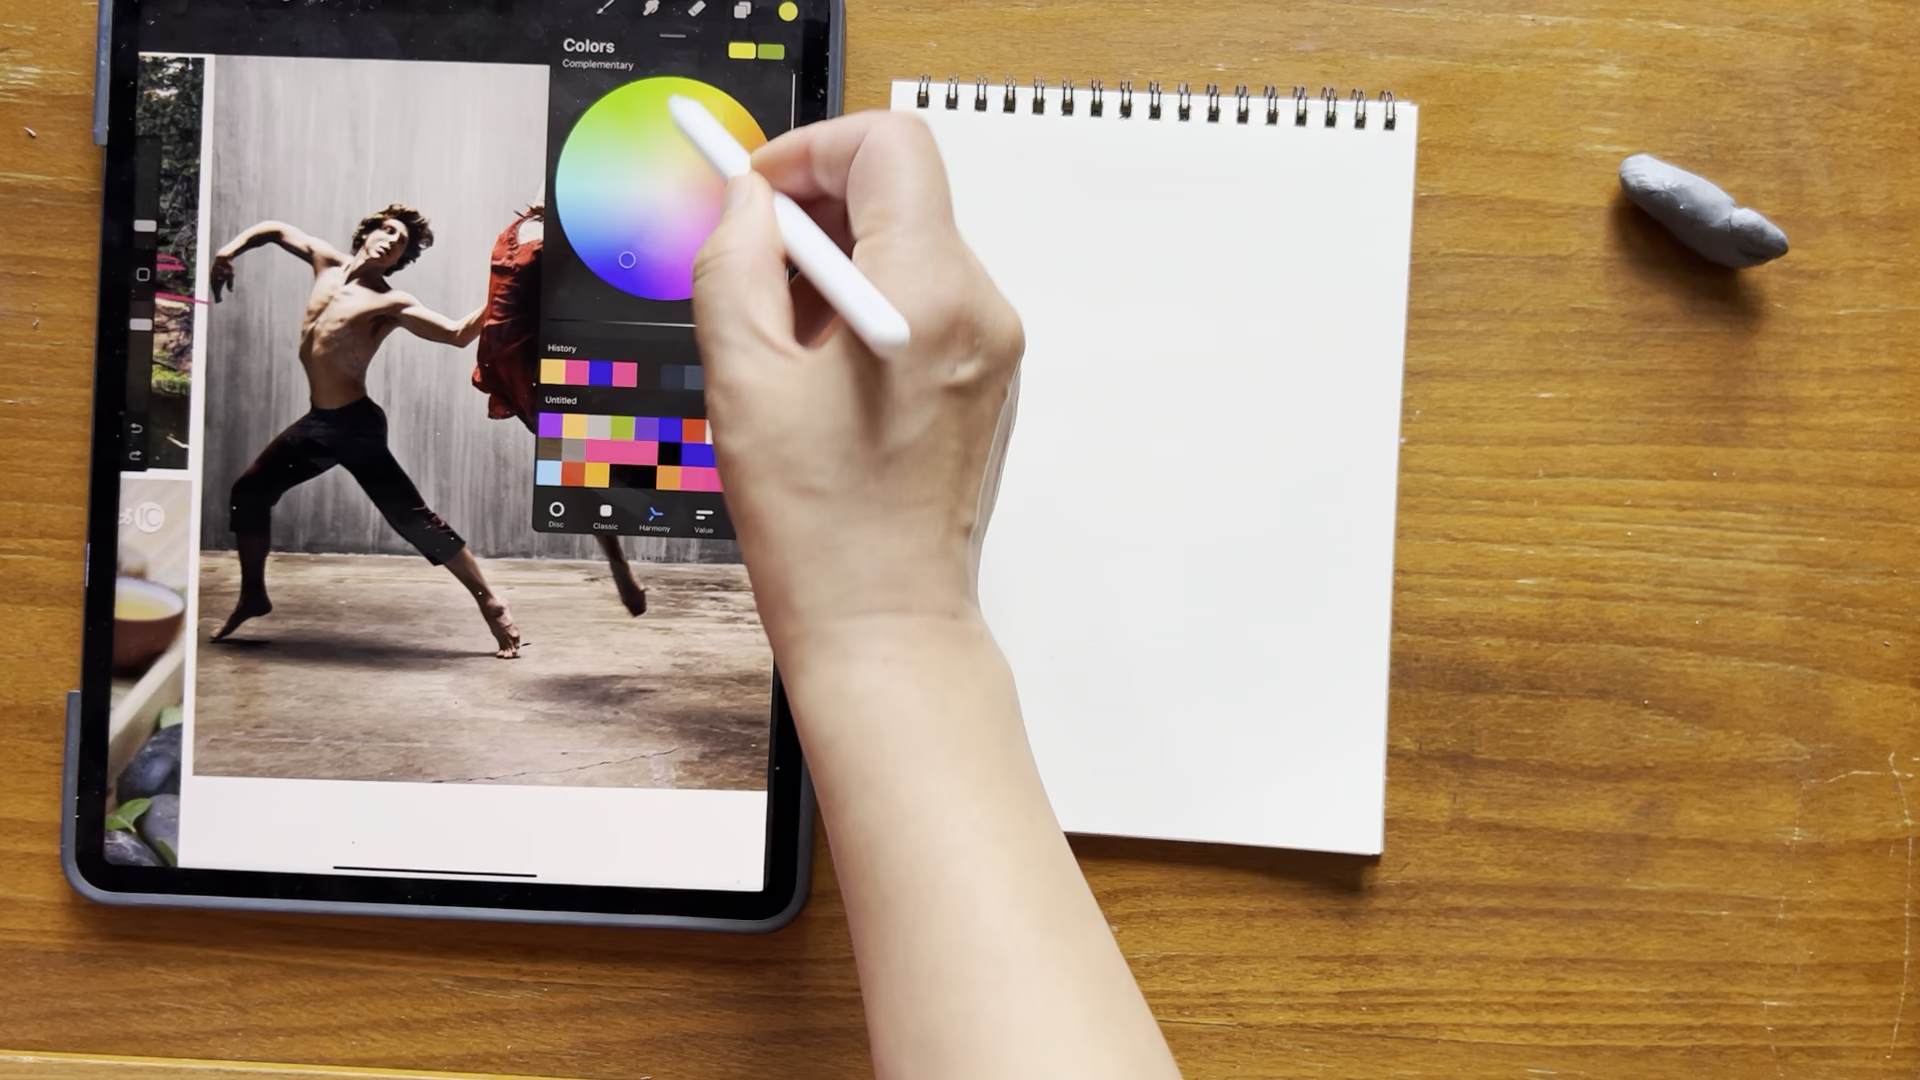 Colors
Complementary
History
Untitled
Disc
Classic
Harmony
Value